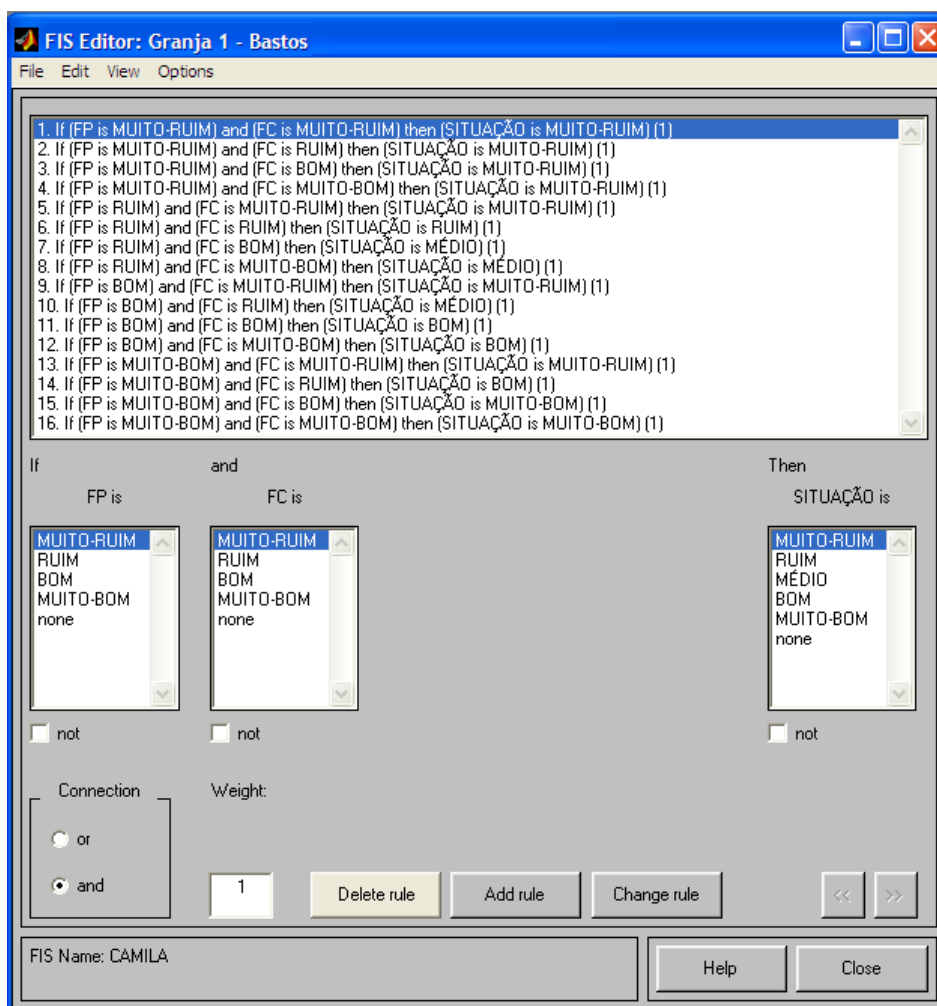 FIS Editor: Granja 1 - Bastos
File Edit View Options
1. If (FP is MUITO-RUIM) and (FC is MUITO-RUIM) then (SITUAÇÃO is MUITO-RUIM) (1)
2. If (FP is MUITO-RUIM) and (FC is RUIM) then (SITUAÇÃO is MUITO-RUIM) (1)
3. If (FP is MUITO-RUIM) and (FC is BOM) then (SITUAÇÃO is MUITO-RUIM) (1)
4. If (FP is MUITO-RUIM) and (FC is MUITO-BOM) then (SITUAÇÃO is MUITO-RUIM) (1)
5. If (FP is RUIM) and (FC is MUITO-RUIM) then (SITUAÇÃO is MUITO-RUIM) (1)
6. If (FP is RUIM) and (FC is RUIM) then (SITUAÇÃO is RUIM) (1)
7. If (FP is RUIM) and (FC is BOM) then (SITUAÇÃO is MÉDIO) (1)
8. If (FP is RUIM) and (FC is MUITO-BOM) then (SITUAÇÃO is MÉDIO) (1)
9. If (FP is BOM) and (FC is MUITO-RUIM) then (SITUAÇÃO is MUITO-RUIM) (1)
10. If (FP is BOM) and (FC is RUIM) then (SITUAÇÃO is MÉDIO) (1)
11. If (FP is BOM) and (FC is BOM) then (SITUAÇÃO is BOM) (1)
12. If (FP is BOM) and (FC is MUITO-BOM) then (SITUAÇÃO is BOM) (1)
13. If (FP is MUITO-BOM) and (FC is MUITO-RUIM) then (SITUAÇÃO is MUITO-RUIM) (1)
14. If (FP is MUITO-BOM) and (FC is RUIM) then (SITUAÇÃO is BOM) (1)
15. If (FP is MUITO-BOM) and (FC is BOM) then (SITUAÇÃO is MUITO-BOM) (1)
16. If (FP is MUITO-BOM) and (FC is MUITO-BOM) then (SITUAÇÃO is MUITO-BOM) (1)
If
FP is
MUITO-RUIM
RUIM
BOM
MUITO-BOM
none
not
and
FC is
MUITO-RUIM
RUIM
BOM
MUITO-BOM
none
not
Then
SITUAÇÃO is
MUITO-RUIM
RUIM
MÉDIO
BOM
MUITO-BOM
none
not
Connection
or
and
Weight:
1
Delete rule
Add rule
Change rule
<<
>>
FIS Name: CAMILA
Help
Close